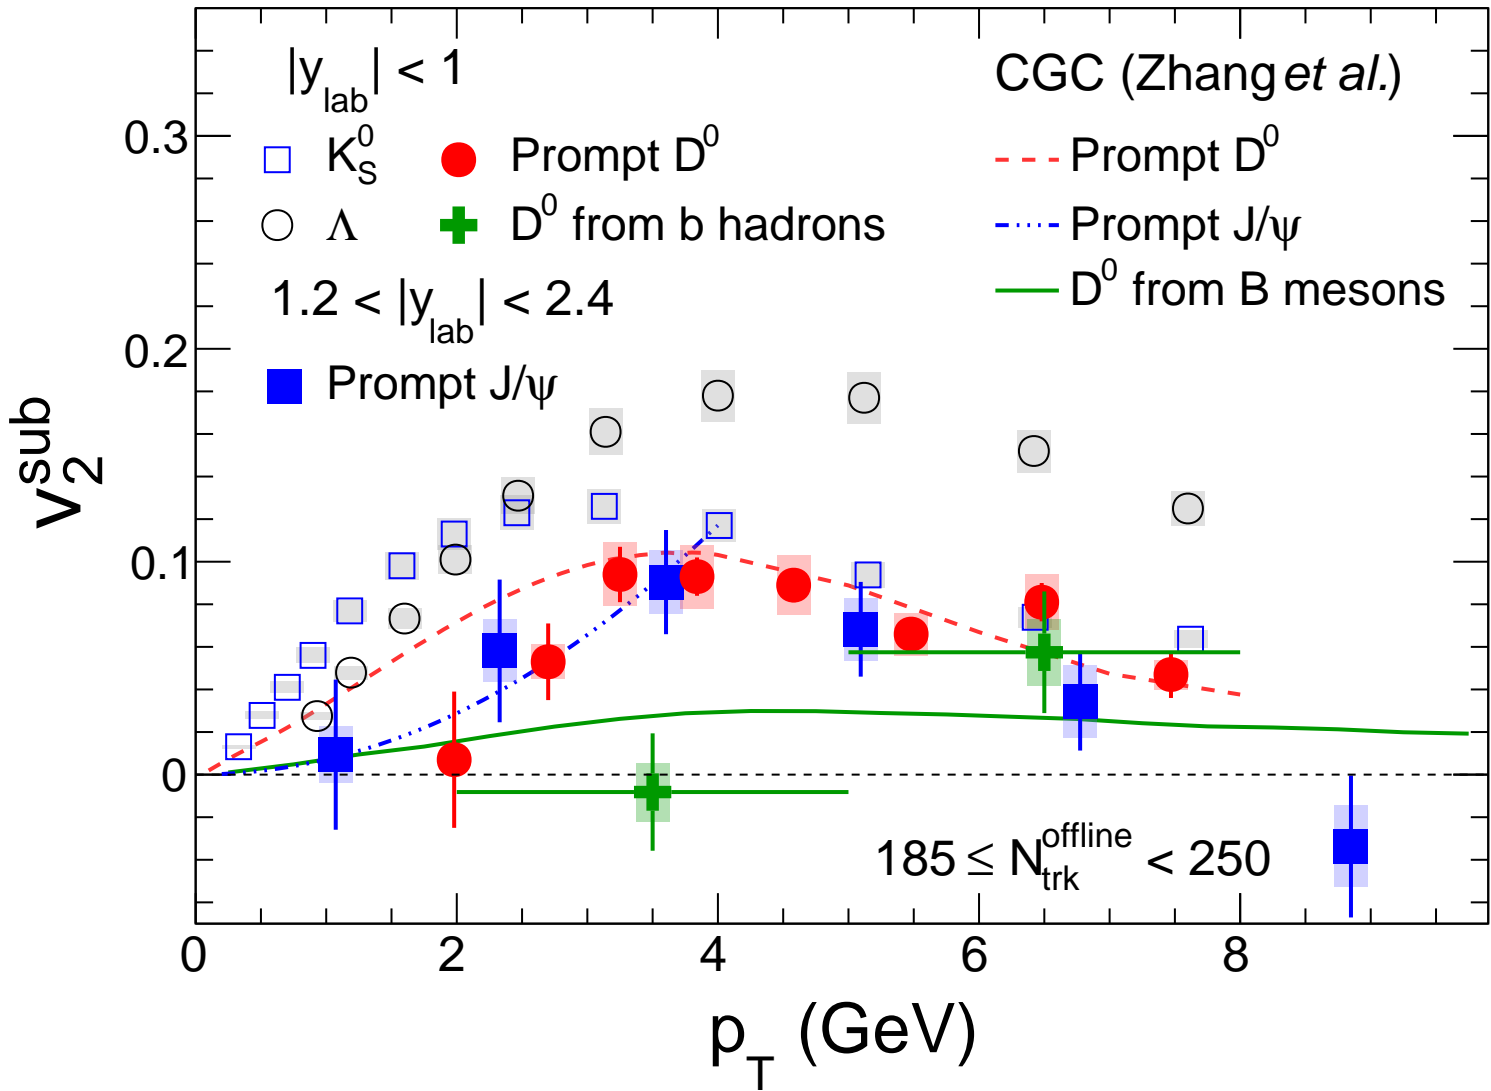 |y_lab| < 1
K_S^0
Prompt D^0
Λ
D^0 from b hadrons
1.2 < |y_lab| < 2.4
Prompt J/ψ
CGC (Zhang et al.)
Prompt D^0
Prompt J/ψ
D^0 from B mesons
0.3
0.2
0.1
0
v_2^sub
185 ≤ N_trk^offline < 250
0 2 4 6 8
p_T (GeV)